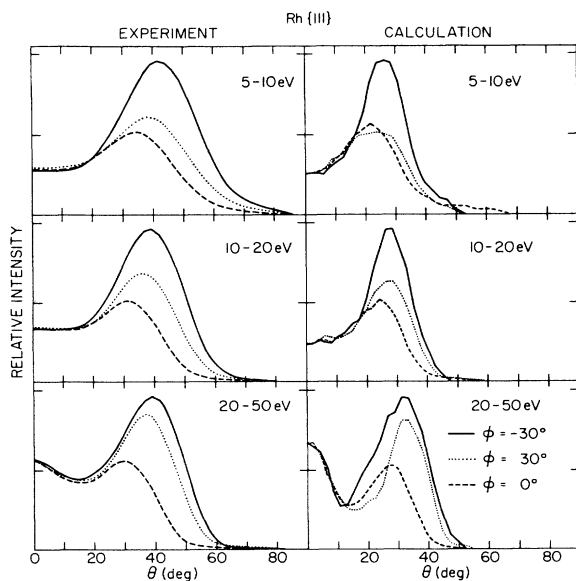 Rh {III}
EXPERIMENT
CALCULATION
5-10eV
5-10eV
10-20eV
10-20eV
20-50eV
20-50eV
ϕ = -30°
ϕ = 30°
ϕ = 0°
RELATIVE INTENSITY
0 20 40 60 80
20 40 60 80
θ (deg)
θ (deg)